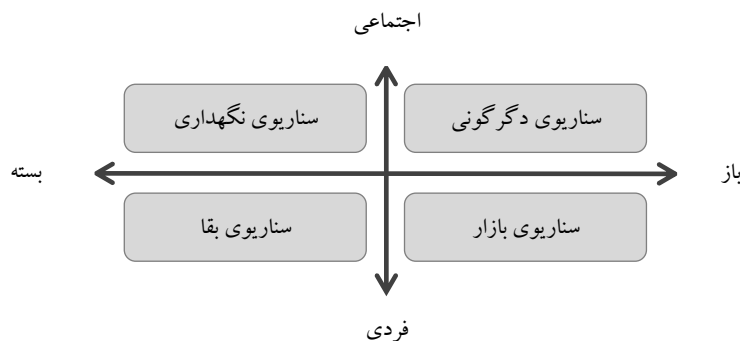 اجتماعی
سناریوی دگرگونی
سناریوی نگهداری
باز
بسته
سناریوی بازار
سناریوی بقا
فردی